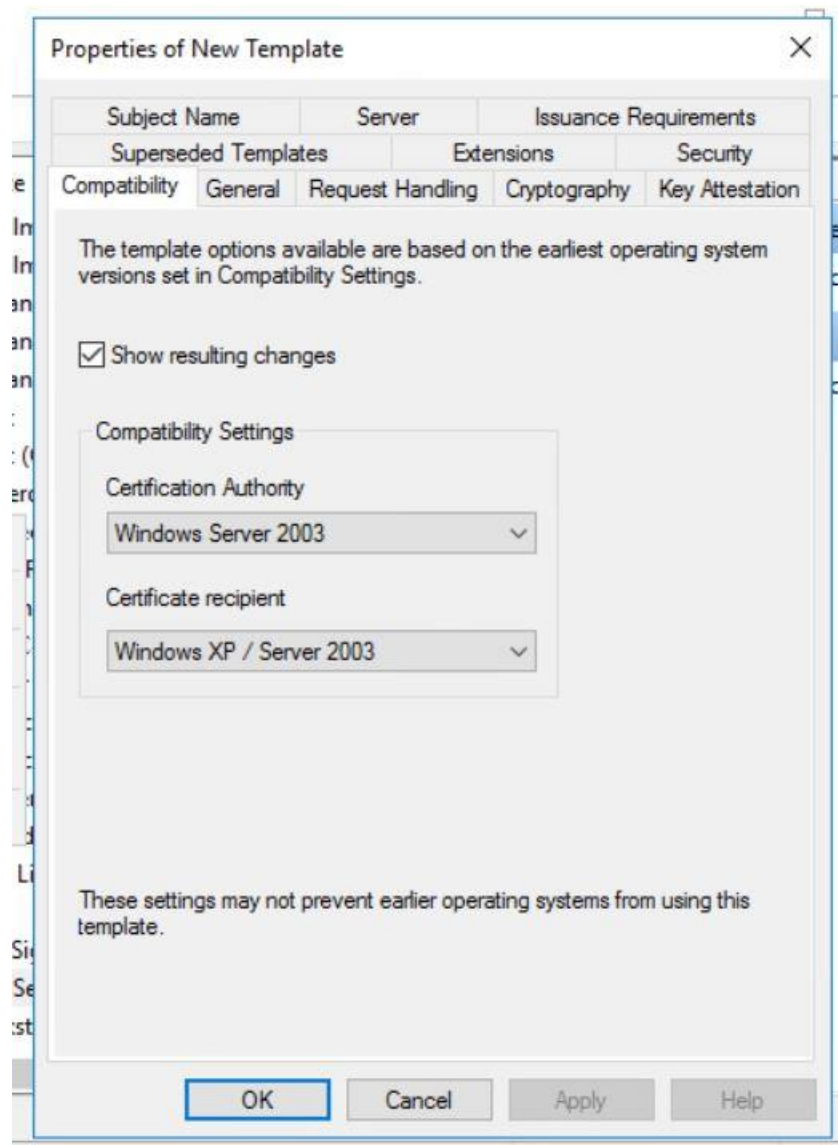 Properties of New Template
Subject Name Server Issuance Requirements
Superseded Templates Extensions Security
Compatibility General Request Handling Cryptography Key Attestation
The template options available are based on the earliest operating system
versions set in Compatibility Settings.
Show resulting changes
Compatibility Settings
Certification Authority
Windows Server 2003
Certificate recipient
Windows XP / Server 2003
These settings may not prevent earlier operating systems from using this
template.
OK Cancel Apply Help